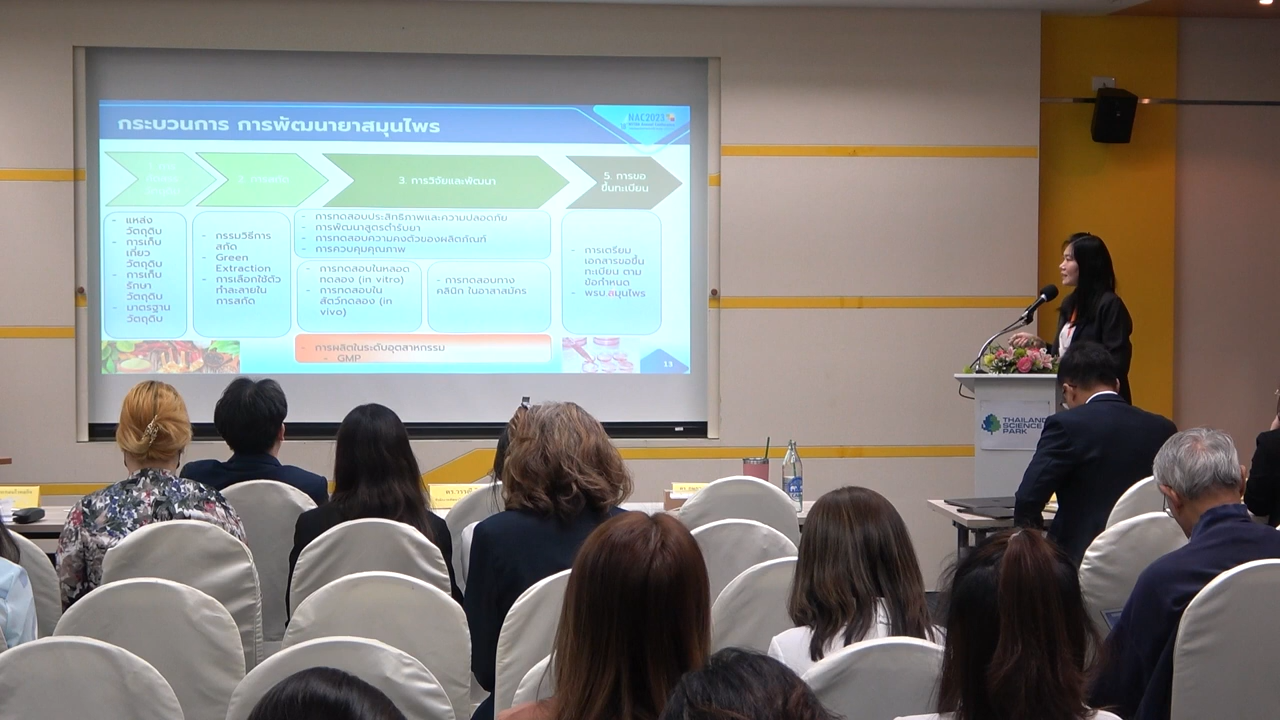 กระบวนการ การพัฒนายาสมุนไพร
NAC2023
3. การวิจัยและพัฒนา
5. การขอ
ขึ้นทะเบียน
- แหล่ง
วัตถุดิบ
- การเก็บ
เกี่ยว
วัตถุดิบ
- การเก็บ
รักษา
วัตถุดิบ
- มาตรฐาน
วัตถุดิบ
- กรรมวิธีการ
สกัด
- Green
Extraction
- การเลือกใช้ตัว
ทำละลายใน
การสกัด
- การทดสอบประสิทธิภาพและความปลอดภัย
- การพัฒนาสูตรตำรับยา
- การทดสอบความคงตัวของผลิตภัณฑ์
- การควบคุมคุณภาพ
- การทดสอบในหลอด
ทดลอง (in vitro)
- การทดสอบใน
สัตว์ทดลอง (in
vivo)
- การทดสอบทาง
คลินิก ในอาสาสมัคร
- การเตรียม
เอกสารขอขึ้น
ทะเบียน ตาม
ข้อกำหนด
- พรบ สมุนไพร
- การผลิตในระดับอุตสาหกรรม
- GMP
13
THAILAND
SCIENCE
PARK